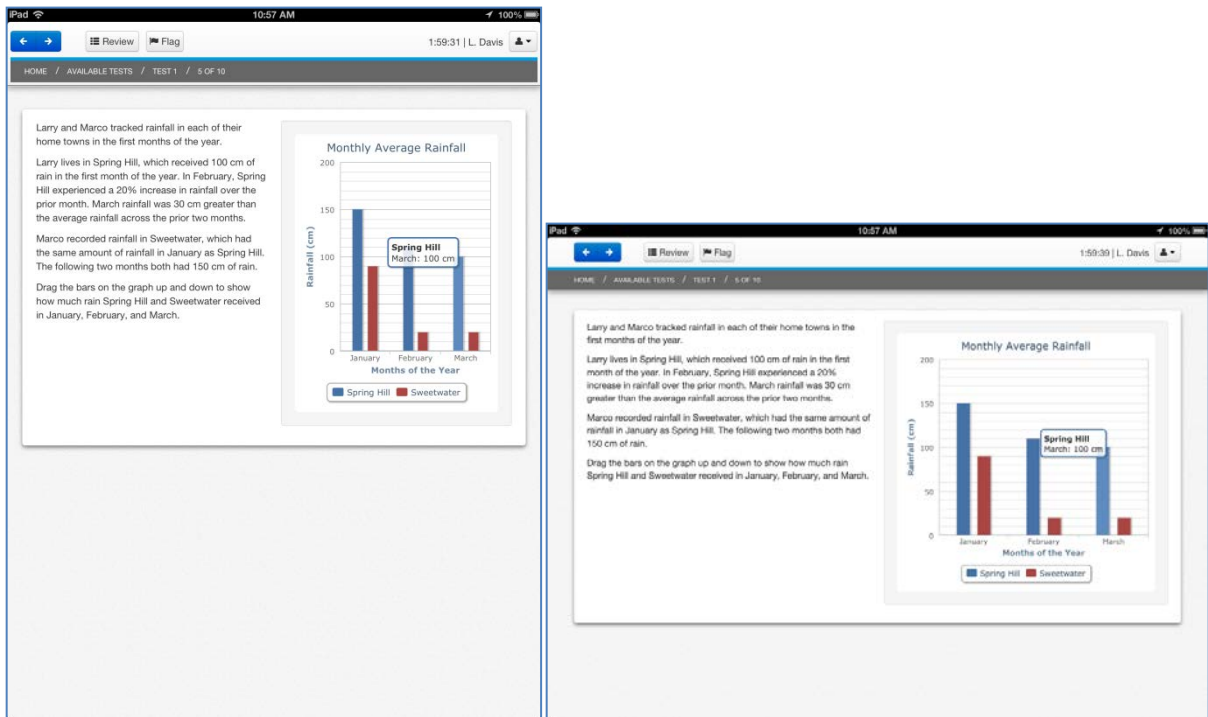 iPad 10:57 AM 100%
Review Flag 1:59:31 | L. Davis
HOME / AVAILABLE TESTS / TEST 1 / 5 OF 10
Larry and Marco tracked rainfall in each of their
home towns in the first months of the year.
Larry lives in Spring Hill, which received 100 cm of
rain in the first month of the year. In February, Spring
Hill experienced a 20% increase in rainfall over the
prior month. March rainfall was 30 cm greater than
the average rainfall across the prior two months.
Marco recorded rainfall in Sweetwater, which had
the same amount of rainfall in January as Spring Hill.
The following two months both had 150 cm of rain.
Drag the bars on the graph up and down to show
how much rain Spring Hill and Sweetwater received
in January, February, and March.
Monthly Average Rainfall
Rainfall (cm)
200
150
100
50
0
Spring Hill
March: 100 cm
January February March
Months of the Year
Spring Hill Sweetwater
iPad 10:57 AM 100%
Review Flag 1:59:39 | L. Davis
HOME / AVAILABLE TESTS / TEST 1 / 5 OF 10
Larry and Marco tracked rainfall in each of their home towns in the
first months of the year.
Larry lives in Spring Hill, which received 100 cm of rain in the first
month of the year. In February, Spring Hill experienced a 20%
increase in rainfall over the prior month. March rainfall was 30 cm
greater than the average rainfall across the prior two months.
Marco recorded rainfall in Sweetwater, which had the same amount of
rainfall in January as Spring Hill. The following two months both had
150 cm of rain.
Drag the bars on the graph up and down to show how much rain
Spring Hill and Sweetwater received in January, February, and March.
Monthly Average Rainfall
Rainfall (cm)
200
150
100
50
0
Spring Hill
March: 100 cm
January February March
Months of the Year
Spring Hill Sweetwater